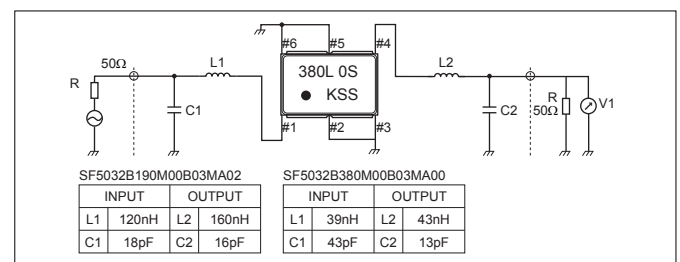 #6 #5 #4
50Ω L1 L2
380L 0S
R R
KSS
C1 C2 50Ω V1
#1 #2 #3
SF5032B190M00B03MA02 SF5032B380M00B03MA00
INPUT OUTPUT INPUT OUTPUT
L1 120nH L2 160nH L1 39nH L2 43nH
C1 18pF C2 16pF C1 43pF C2 13pF